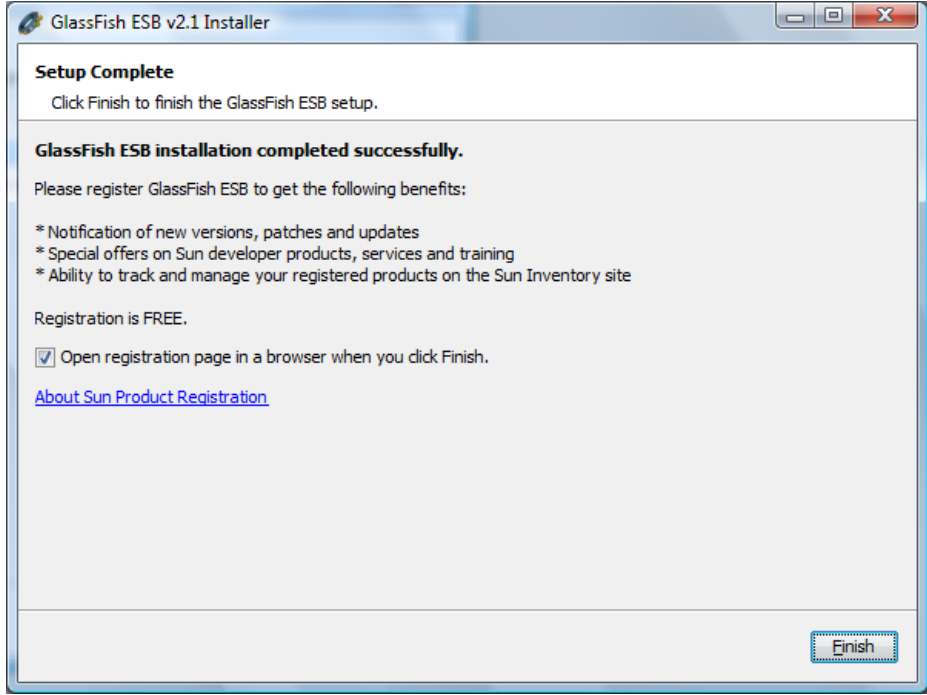 GlassFish ESB v2.1 Installer
Setup Complete
Click Finish to finish the GlassFish ESB setup.
GlassFish ESB installation completed successfully.
Please register GlassFish ESB to get the following benefits:
* Notification of new versions, patches and updates
* Special offers on Sun developer products, services and training
* Ability to track and manage your registered products on the Sun Inventory site
Registration is FREE.
Open registration page in a browser when you click Finish.
About Sun Product Registration
Finish